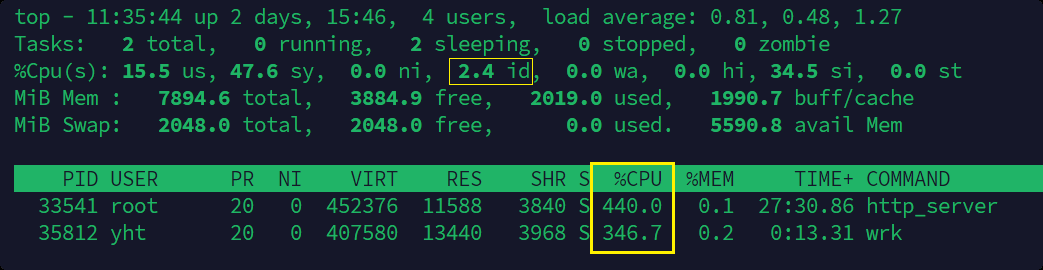 top - 11:35:44 up 2 days, 15:46,  4 users,  load average: 0.81, 0.48, 1.27
Tasks:   2 total,   0 running,   2 sleeping,   0 stopped,   0 zombie
%Cpu(s): 15.5 us, 47.6 sy,  0.0 ni,  2.4 id,  0.0 wa,  0.0 hi, 34.5 si,  0.0 st
MiB Mem :   7894.6 total,   3884.9 free,   2019.0 used,   1990.7 buff/cache
MiB Swap:   2048.0 total,   2048.0 free,      0.0 used.   5590.8 avail Mem
PID USER      PR  NI    VIRT    RES    SHR S  %CPU  %MEM     TIME+ COMMAND
33541 root      20   0  452376  11588   3840 S 440.0   0.1  27:30.86 http_server
35812 yht       20   0  407580  13440   3968 S 346.7   0.2   0:13.31 wrk